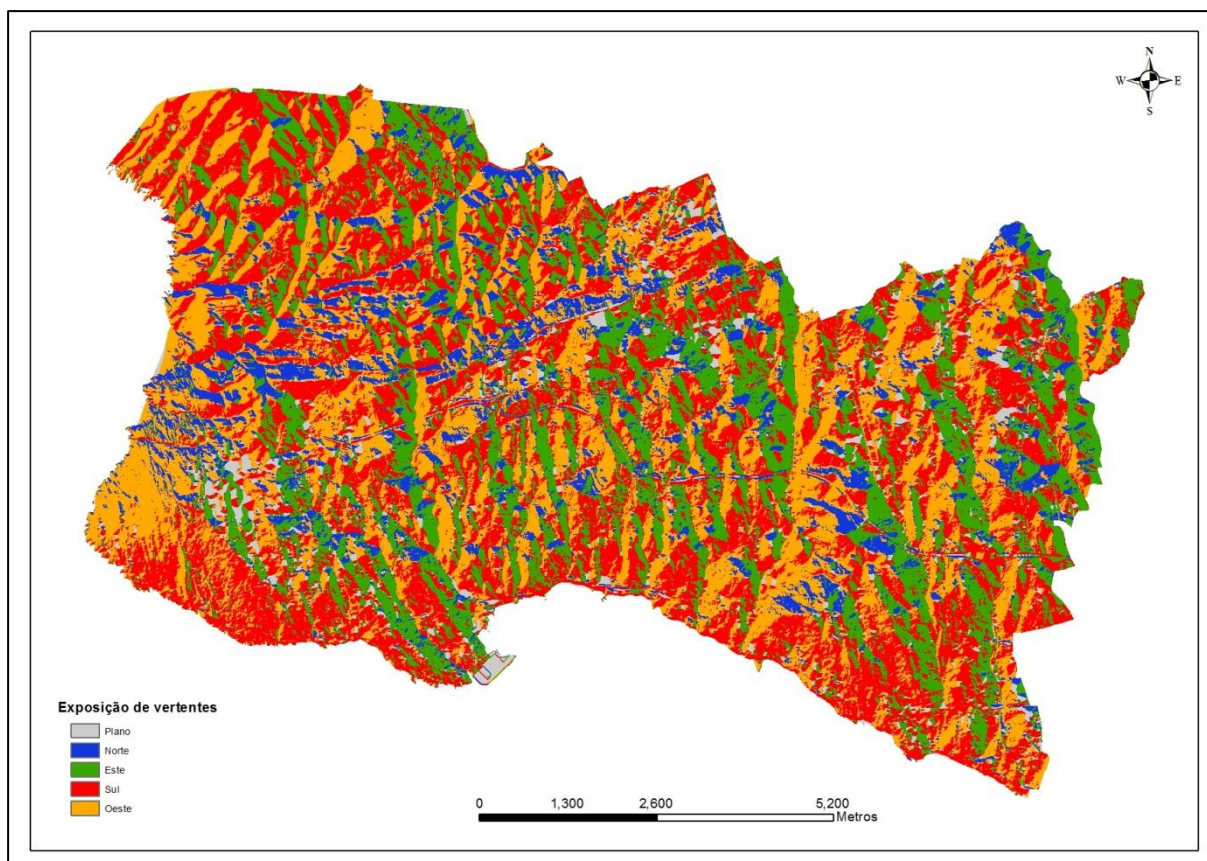 N
W E
S
Exposição de vertentes
Plano
Norte
Este
Sul
Oeste
0 1,300 2,600 5,200
Metros